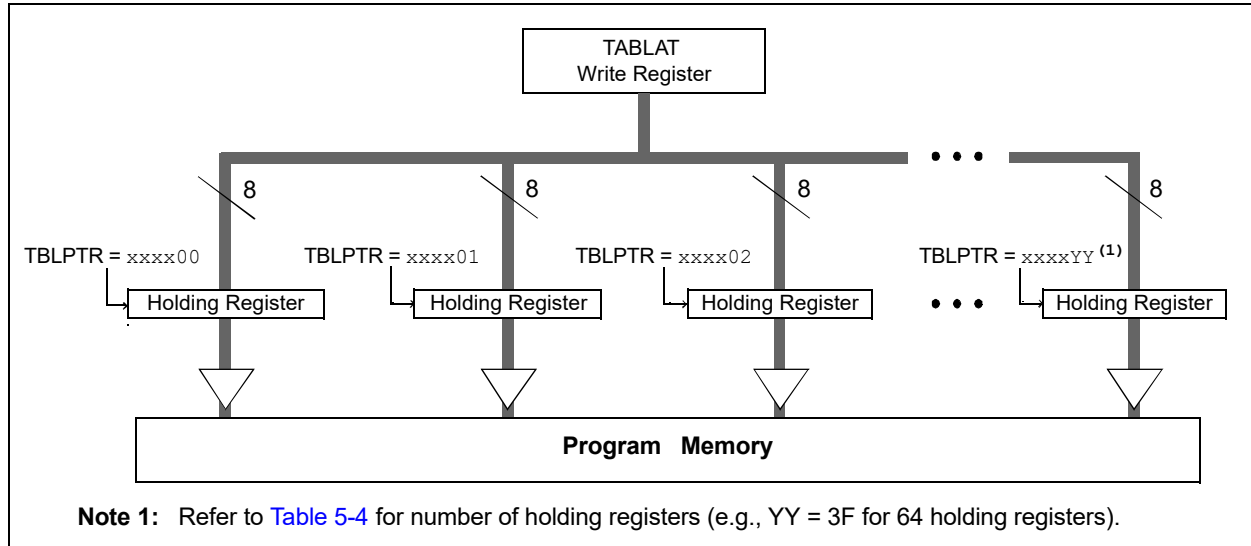 TABLAT
Write Register
• • •
8 8 8 8
TBLPTR = xxxx00 TBLPTR = xxxx01 TBLPTR = xxxx02 TBLPTR = xxxxYY (1)
Holding Register Holding Register Holding Register • • • Holding Register
Program Memory
Note 1: Refer to Table 5-4 for number of holding registers (e.g., YY = 3F for 64 holding registers).